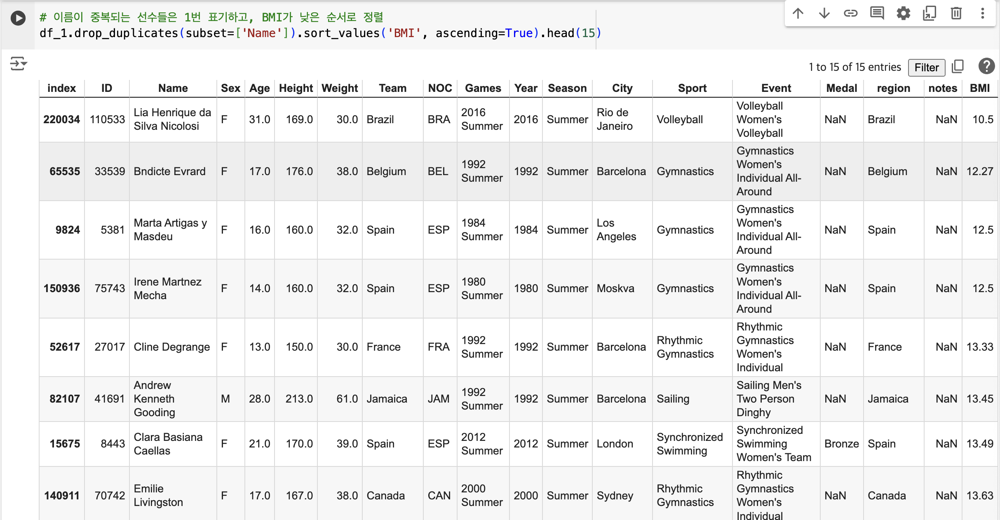 # 이름이 중복되는 선수들은 1번 표기하고, BMI가 낮은 순서로 정렬
df_1.drop_duplicates(subset=['Name']).sort_values('BMI', ascending=True).head(15)
1 to 15 of 15 entries Filter
index ID Name Sex Age Height Weight Team NOC Games Year Season City Sport Event Medal region notes BMI
220034 110533 Lia Henrique da Silva Nicolosi F 31.0 169.0 30.0 Brazil BRA 2016 Summer 2016 Summer Rio de Janeiro Volleyball Volleyball Women's Volleyball NaN Brazil NaN 10.5
65535 33539 Bndicte Evrard F 17.0 176.0 38.0 Belgium BEL 1992 Summer 1992 Summer Barcelona Gymnastics Gymnastics Women's Individual All-Around NaN Belgium NaN 12.27
9824 5381 Marta Artigas y Masdeu F 16.0 160.0 32.0 Spain ESP 1984 Summer 1984 Summer Los Angeles Gymnastics Gymnastics Women's Individual All-Around NaN Spain NaN 12.5
150936 75743 Irene Martnez Mecha F 14.0 160.0 32.0 Spain ESP 1980 Summer 1980 Summer Moskva Gymnastics Gymnastics Women's Individual All-Around NaN Spain NaN 12.5
52617 27017 Cline Degrange F 13.0 150.0 30.0 France FRA 1992 Summer 1992 Summer Barcelona Rhythmic Gymnastics Rhythmic Gymnastics Women's Individual NaN France NaN 13.33
82107 41691 Andrew Kenneth Gooding M 28.0 213.0 61.0 Jamaica JAM 1992 Summer 1992 Summer Barcelona Sailing Sailing Men's Two Person Dinghy NaN Jamaica NaN 13.45
15675 8443 Clara Basiana Caellas F 21.0 170.0 39.0 Spain ESP 2012 Summer 2012 Summer London Synchronized Swimming Synchronized Swimming Women's Team Bronze Spain NaN 13.49
140911 70742 Emilie Livingston F 17.0 167.0 38.0 Canada CAN 2000 Summer 2000 Summer Sydney Rhythmic Gymnastics Rhythmic Gymnastics Women's Individual NaN Canada NaN 13.63